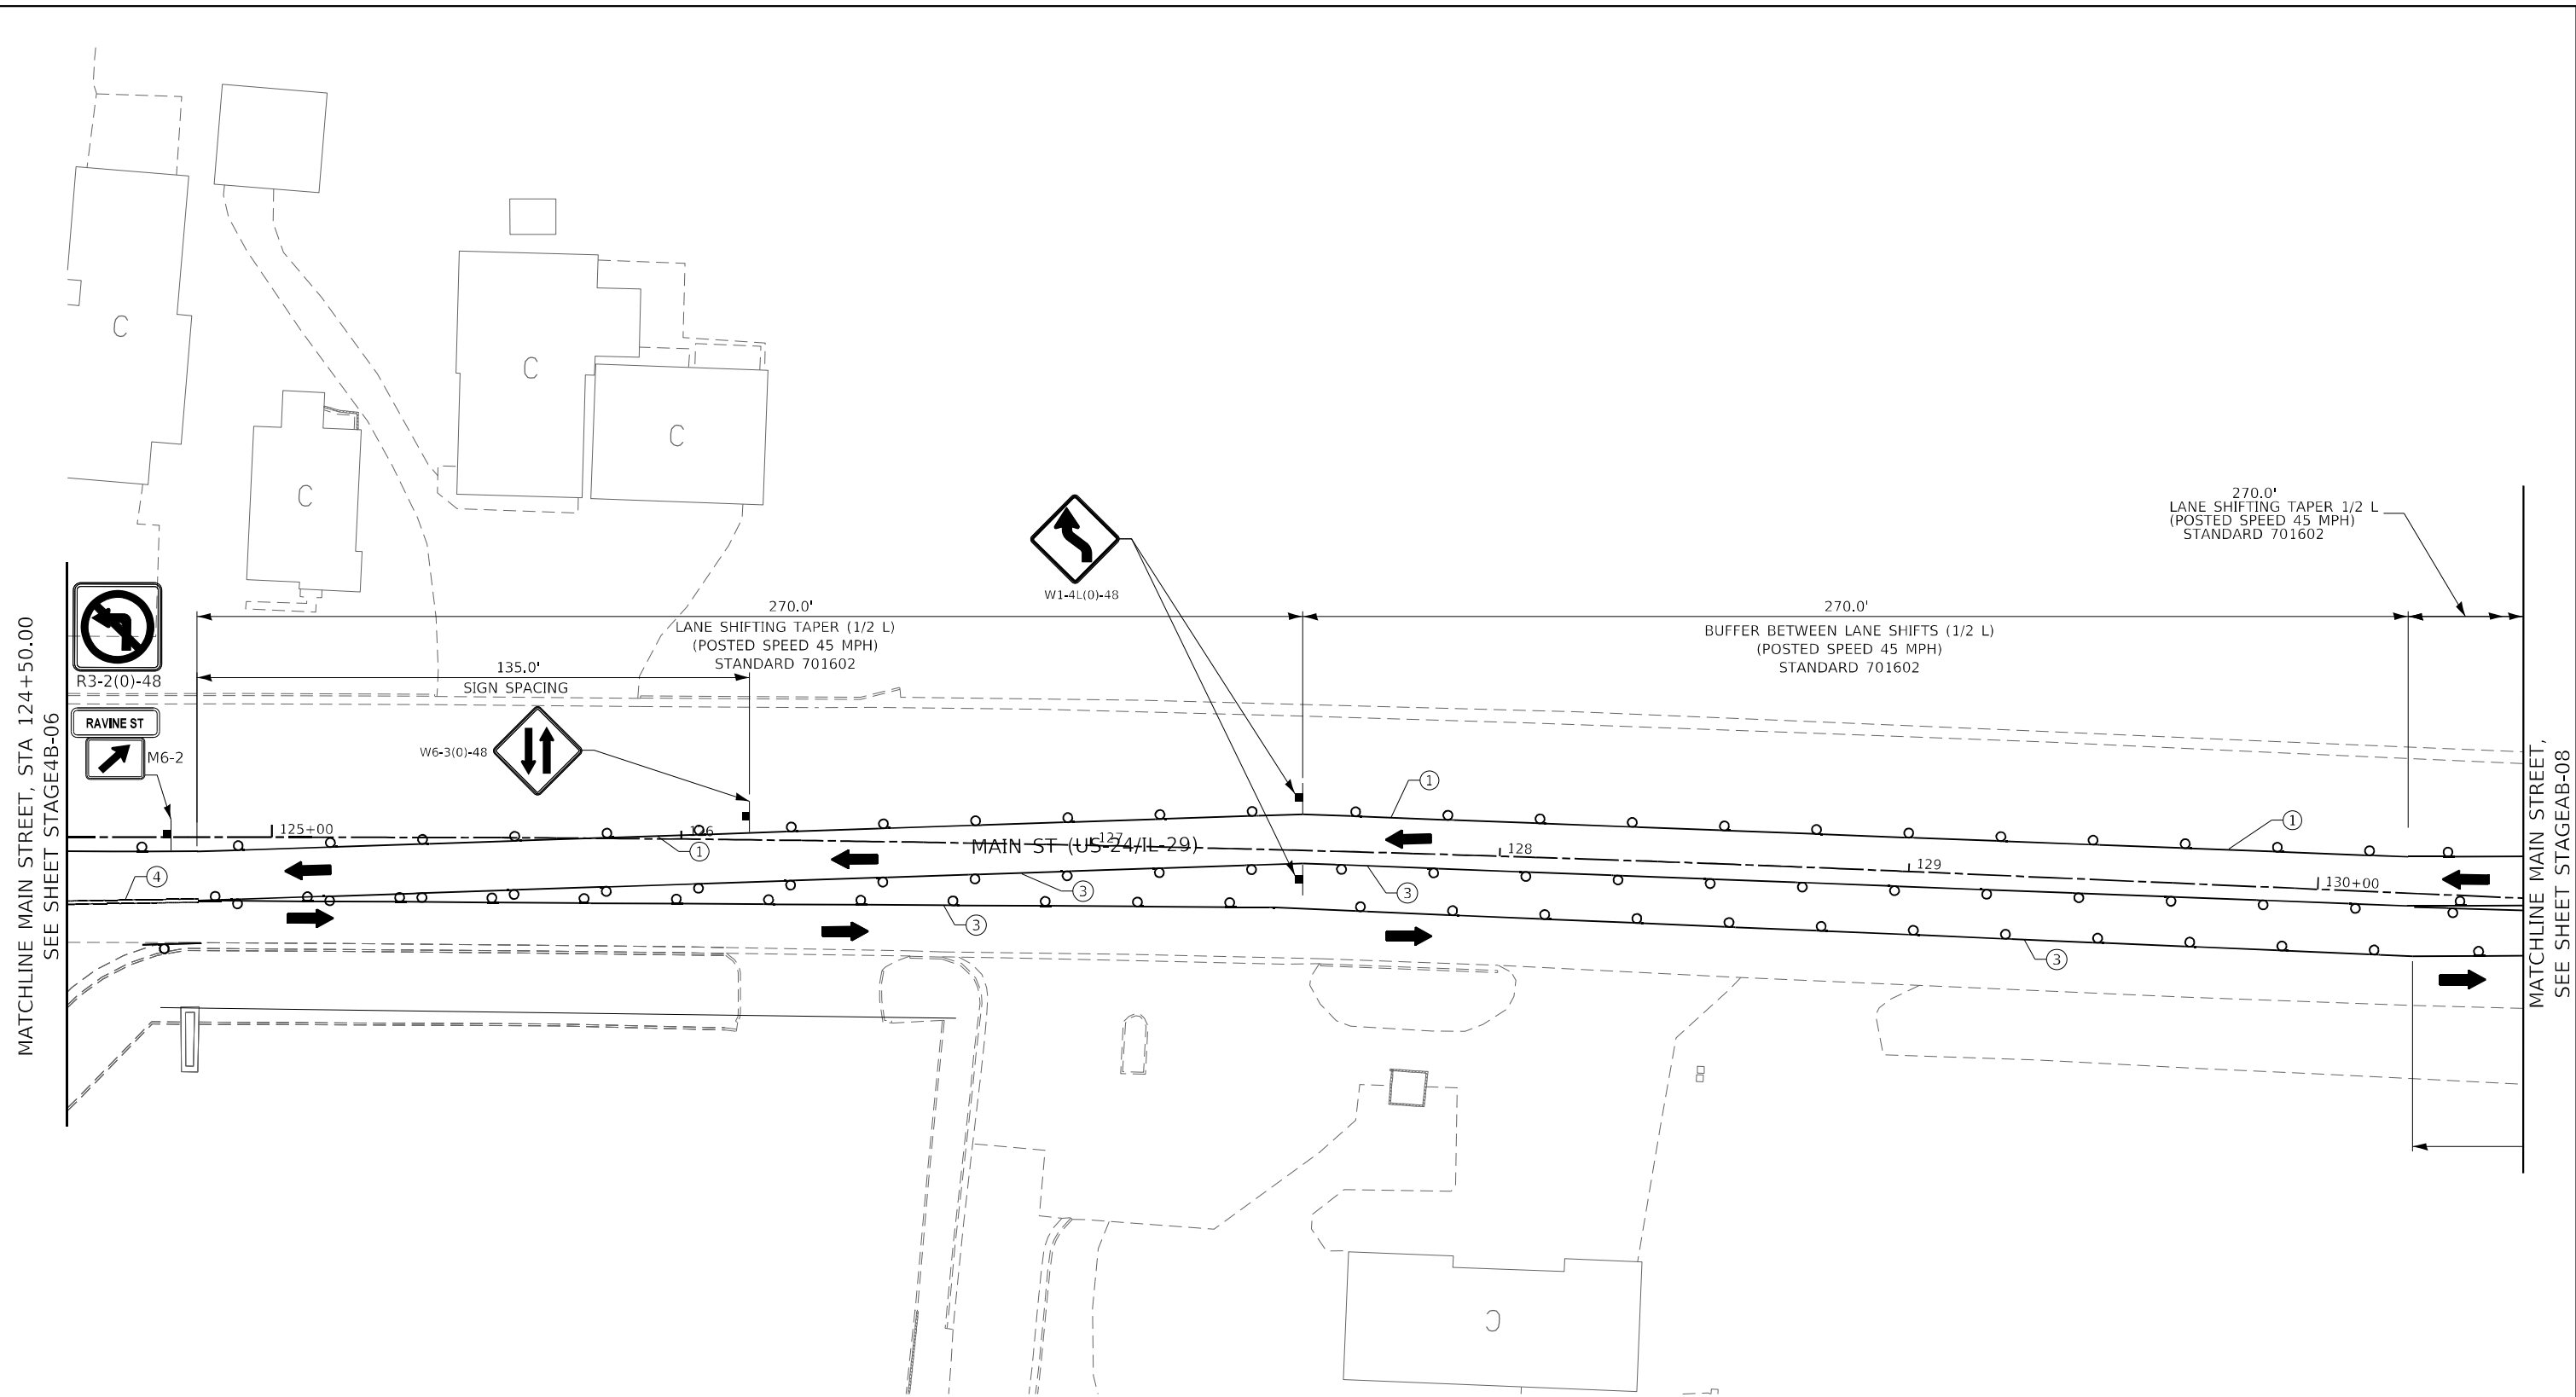 C
C
C
C
270.0'
LANE SHIFTING TAPER 1/2 L
(POSTED SPEED 45 MPH)
STANDARD 701602
W1-4L(0)-48
270.0'
LANE SHIFTING TAPER (1/2 L)
(POSTED SPEED 45 MPH)
STANDARD 701602
270.0'
BUFFER BETWEEN LANE SHIFTS (1/2 L)
(POSTED SPEED 45 MPH)
STANDARD 701602
135.0'
SIGN SPACING
R3-2(0)-48
RAVINE ST
M6-2
W6-3(0)-48
MATCHLINE MAIN STREET, STA 124+50.00
SEE SHEET STAGE4B-06
125+00
126
127
128
129
130+00
MAIN ST (US-24/IL-29)
1
1
1
3
3
3
3
4
MATCHLINE MAIN STREET,
SEE SHEET STAGEAB-08
C